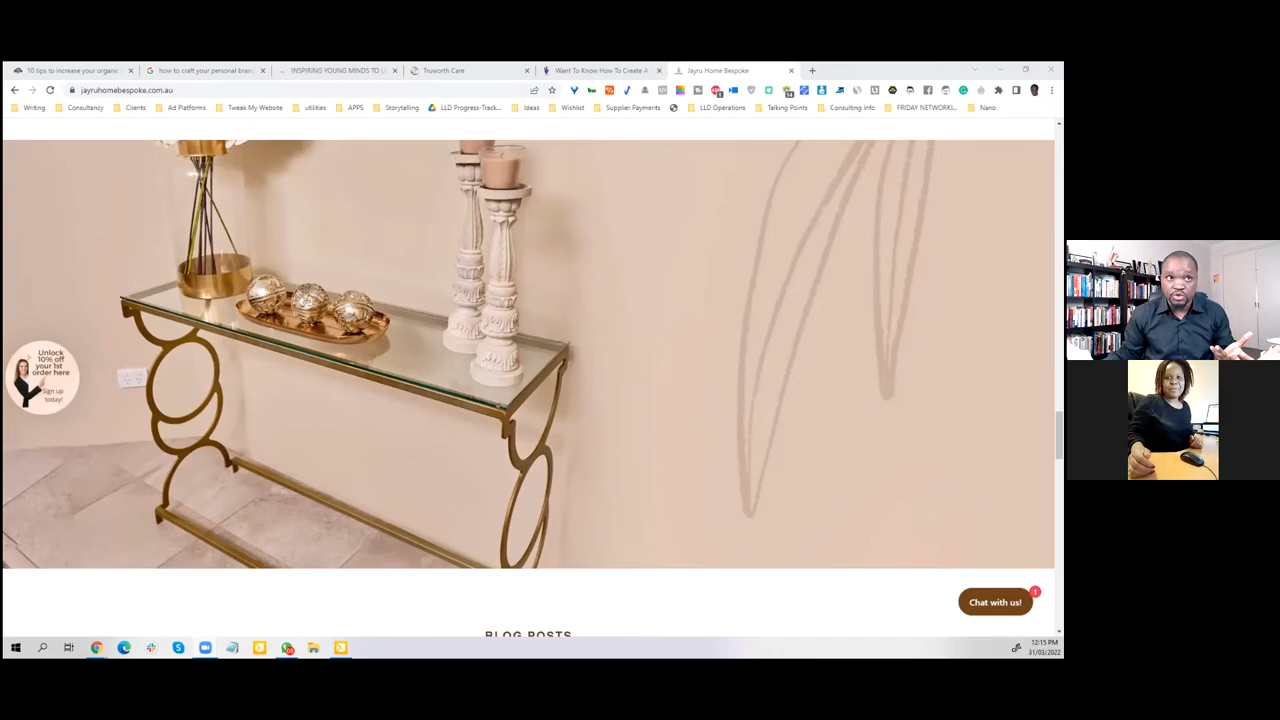 10 tips to increase your organic
how to craft your personal bran
INSPIRING YOUNG MINDS TO L
Truworth Care
Want To Know How To Create A
Jayru Home Bespoke
jayruhomebespoke.com.au
Writing
Consultancy
Clients
Ad Platforms
Tweak My Website
utilities
APPS
Storytelling
LLD Progress-Track...
Ideas
Wishlist
Supplier Payments
LLD Operations
Talking Points
Consulting Info
FRIDAY NETWORKI...
Nano
Unlock
10% off
your 1st
order here
Sign up
today!
Chat with us!
1
BLOG POSTS
12:15 PM
31/03/2022